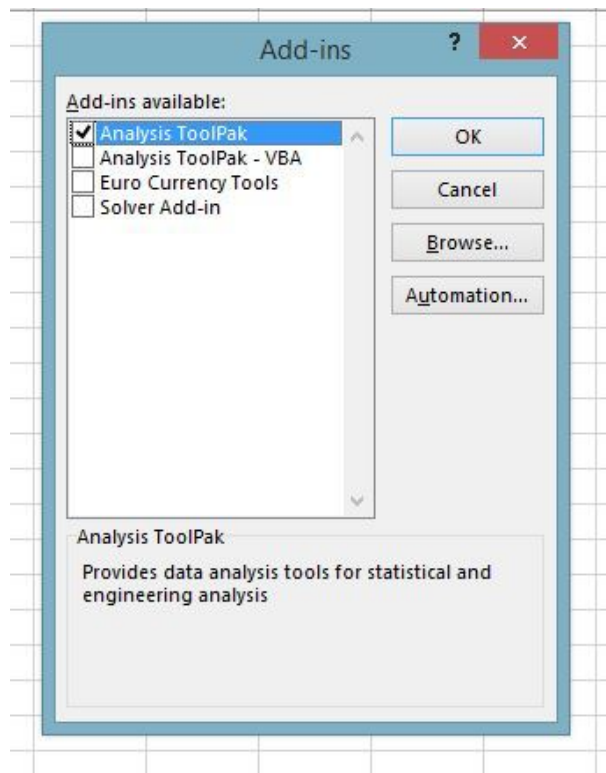 Add-ins
?
Add-ins available:
Analysis ToolPak
Analysis ToolPak - VBA
Euro Currency Tools
Solver Add-in
OK
Cancel
Browse...
Automation...
Analysis ToolPak
Provides data analysis tools for statistical and
engineering analysis